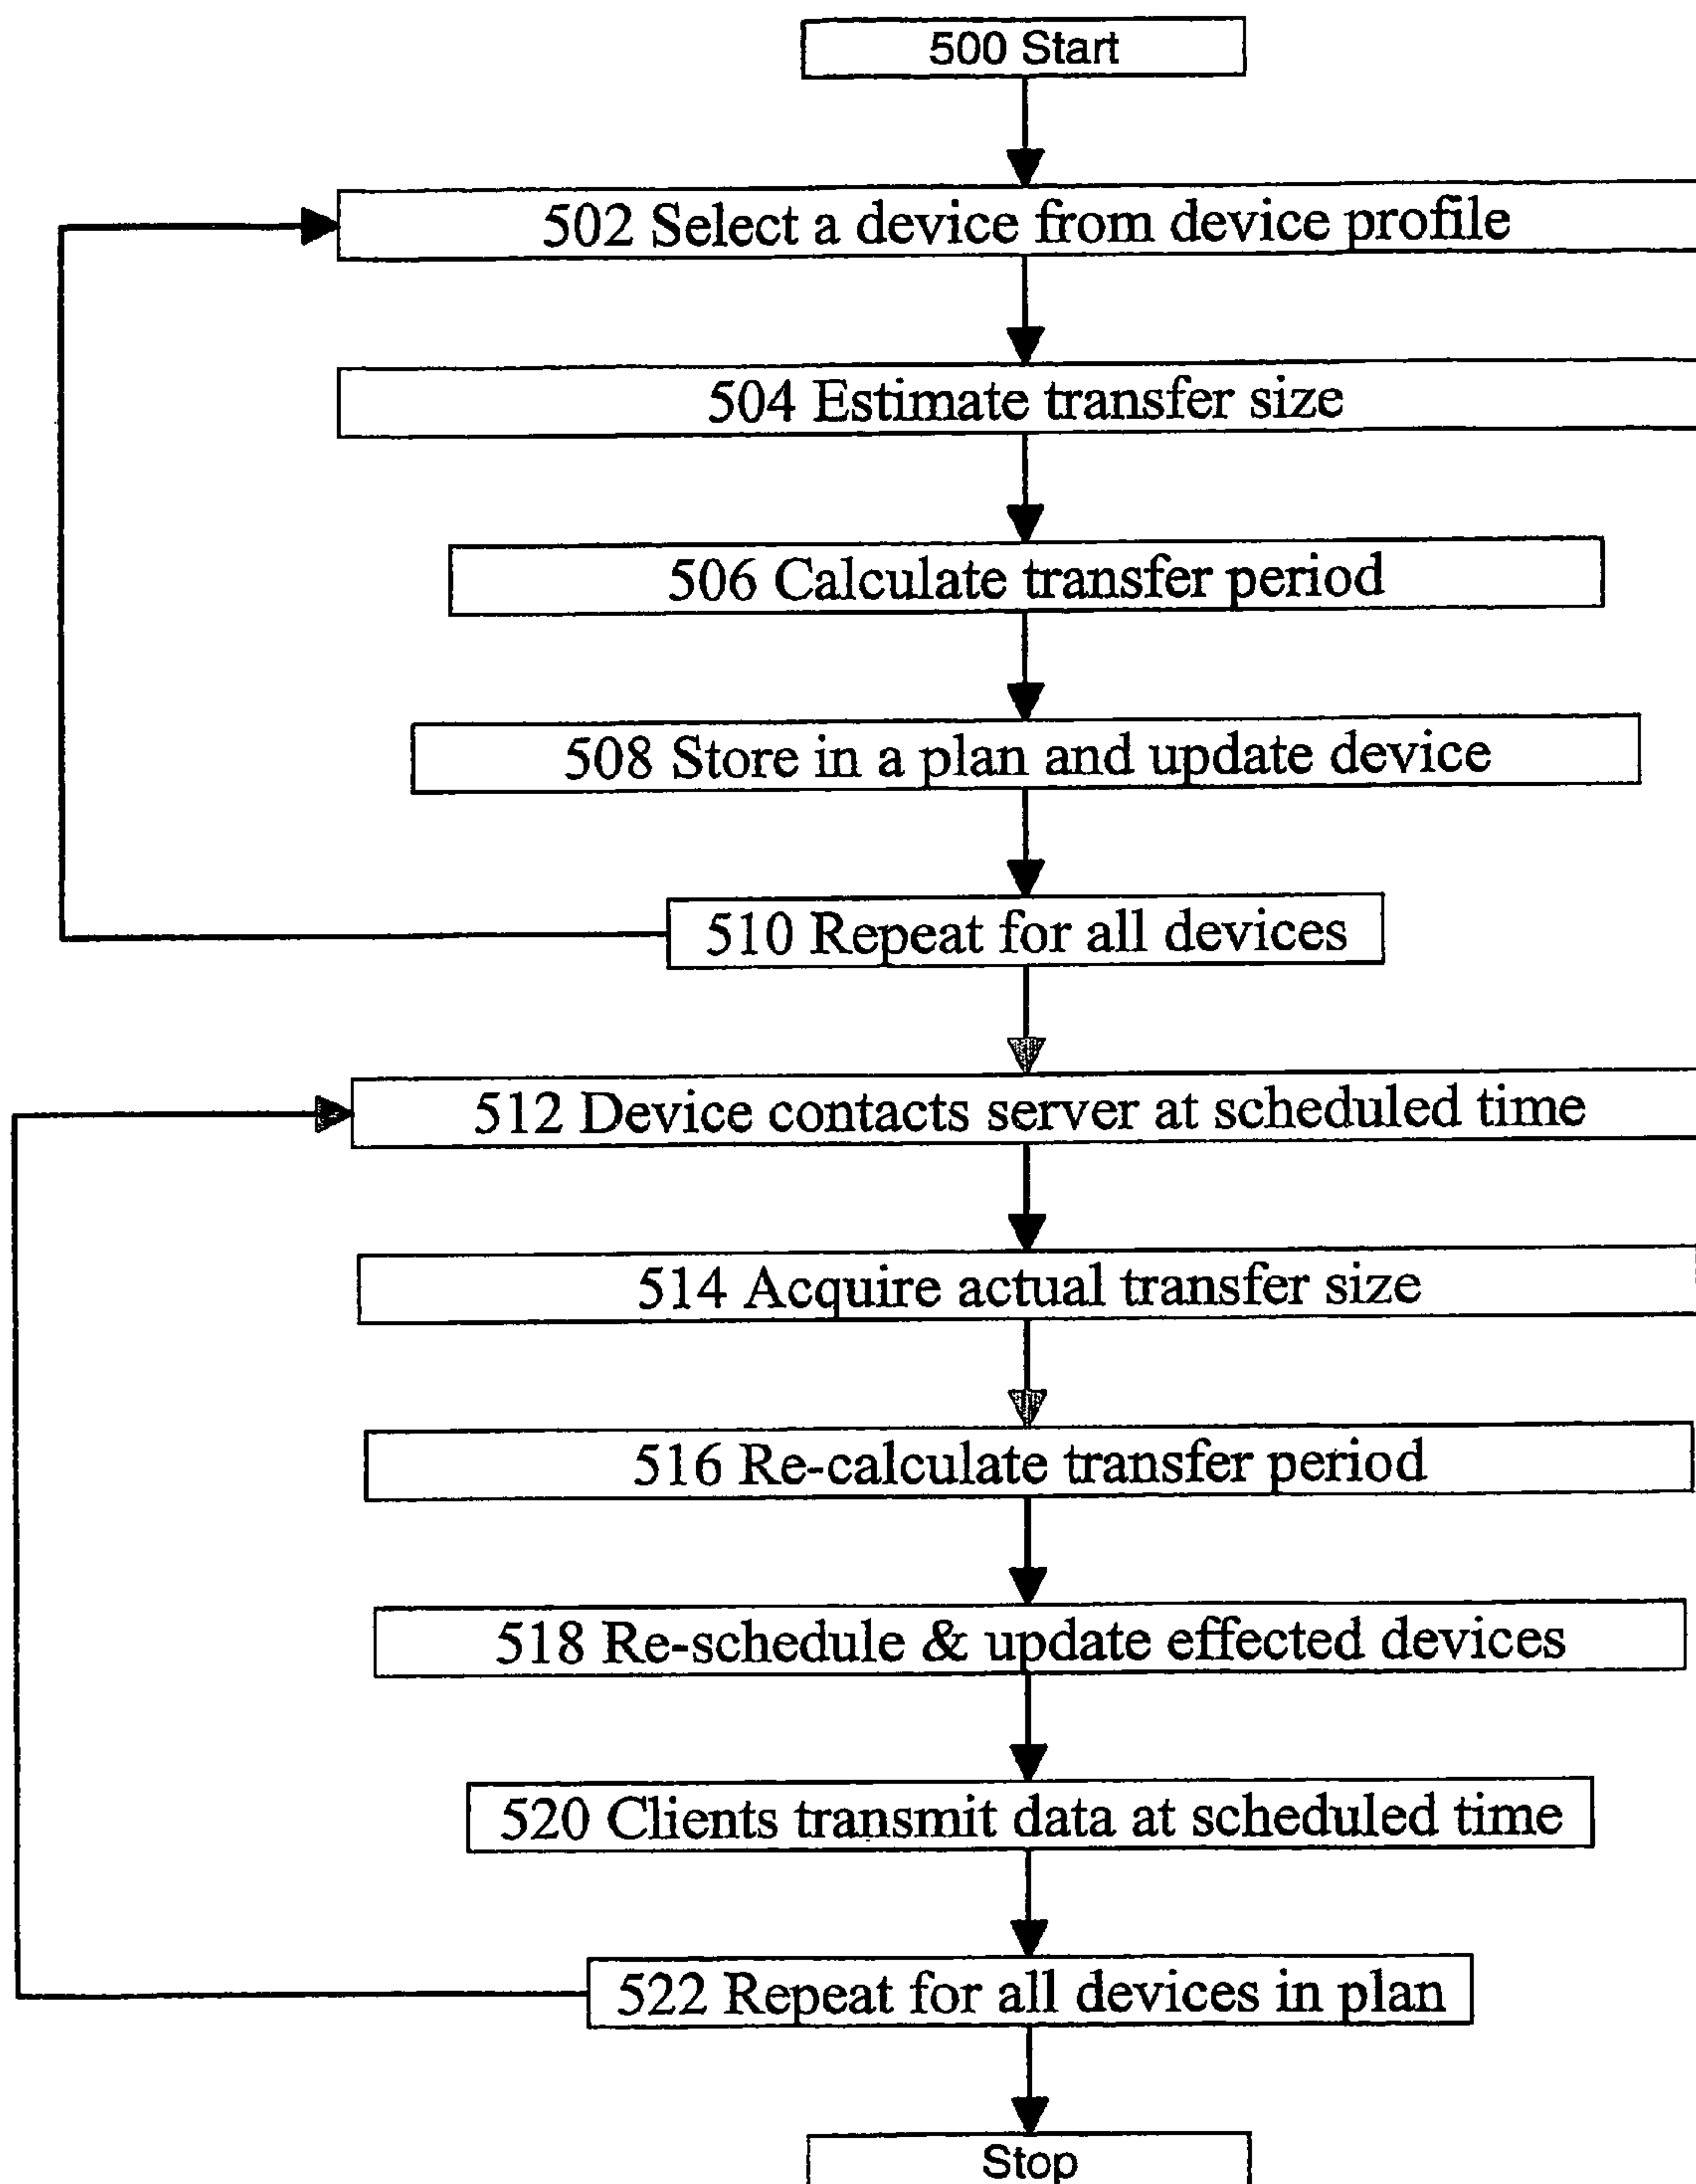 500 Start
502 Select a device from device profile
504 Estimate transfer size
506 Calculate transfer period
508 Store in a plan and update device
510 Repeat for all devices
512 Device contacts server at scheduled time
514 Acquire actual transfer size
516 Re-calculate transfer period
518 Re-schedule & update effected devices
520 Clients transmit data at scheduled time
522 Repeat for all devices in plan
Stop